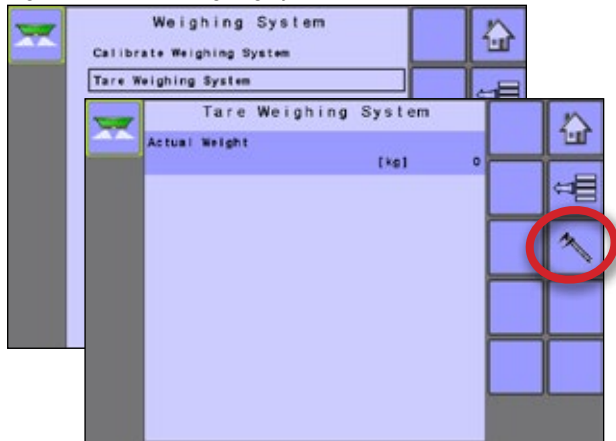 Weighing System
Calibrate Weighing System
Tare Weighing System
Tare Weighing System
Actual Weight
[kg] 0